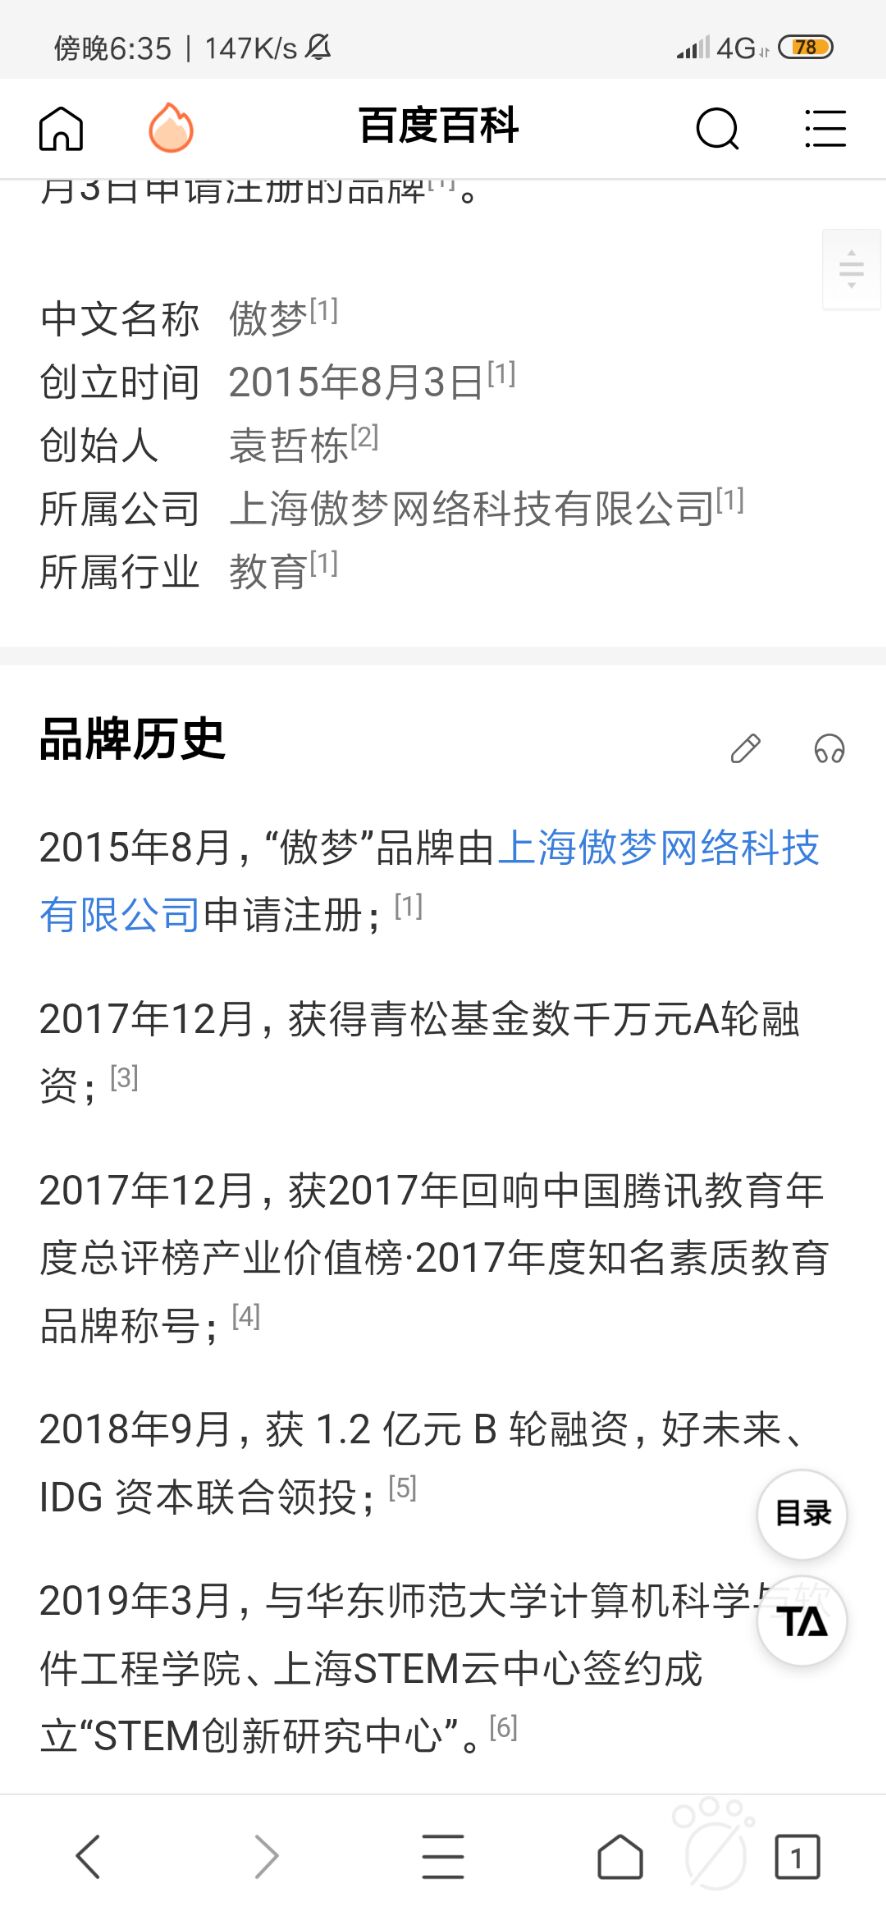 傍晚6:35 | 147K/s
4G 78
百度百科
月3日申请注册的品牌[1]。
中文名称 傲梦[1]
创立时间 2015年8月3日[1]
创始人 袁哲栋[2]
所属公司 上海傲梦网络科技有限公司[1]
所属行业 教育[1]
品牌历史
2015年8月，“傲梦”品牌由上海傲梦网络科技
有限公司申请注册；[1]
2017年12月，获得青松基金数千万元A轮融
资；[3]
2017年12月，获2017年回响中国腾讯教育年
度总评榜产业价值榜·2017年度知名素质教育
品牌称号；[4]
2018年9月，获 1.2 亿元 B 轮融资，好未来、
IDG 资本联合领投；[5]
目录
2019年3月，与华东师范大学计算机科学与软
TA
件工程学院、上海STEM云中心签约成
立“STEM创新研究中心”。[6]
1